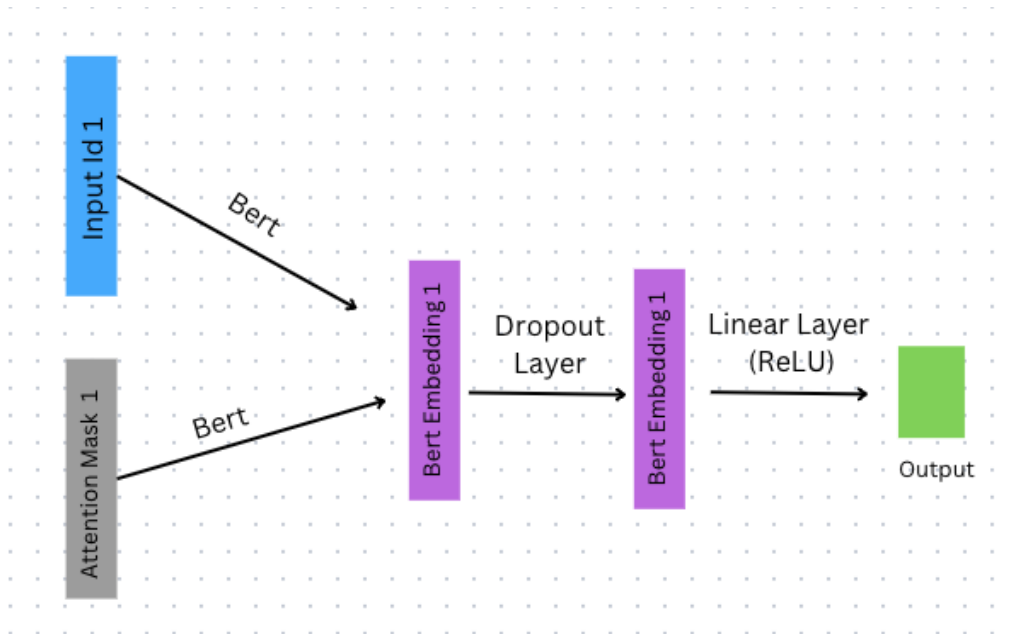 Input Id 1
Bert
Attention Mask 1
Bert
Bert Embedding 1
Dropout
Layer
Bert Embedding 1
Linear Layer
(ReLU)
Output